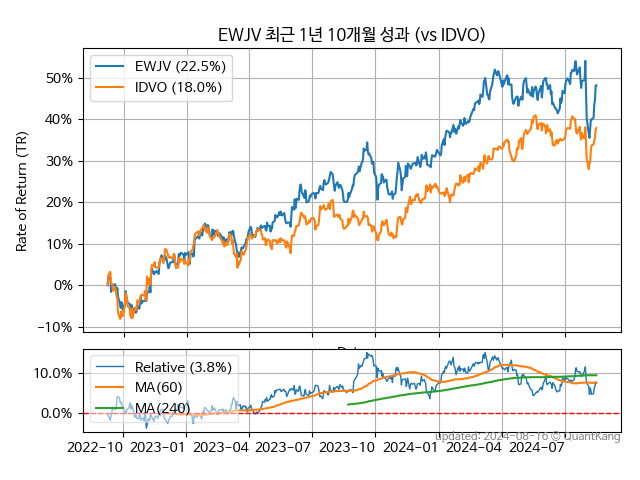 EWJV 최근 1년 10개월 성과 (vs IDVO)
Rate of Return (TR)
50%
40%
30%
20%
10%
0%
−10%
EWJV (22.5%)
IDVO (18.0%)
10.0%
0.0%
Relative (3.8%)
MA(60)
MA(240)
2022−10 2023−01 2023−04 2023−07 2023−10 2024−01 2024−04 2024−07
Updated: 2024-08-16 © QuantKang